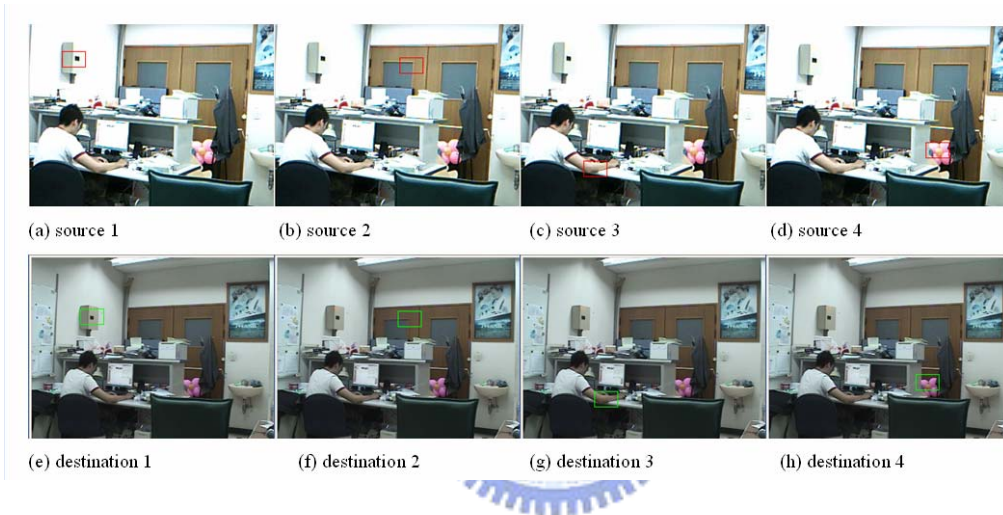 (a) source 1
(b) source 2
(c) source 3
(d) source 4
(e) destination 1
(f) destination 2
(g) destination 3
(h) destination 4